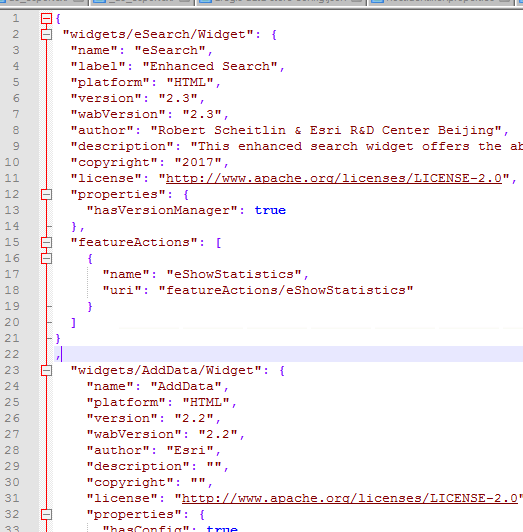 1 {
2 "widgets/eSearch/Widget": {
3 "name": "eSearch",
4 "label": "Enhanced Search",
5 "platform": "HTML",
6 "version": "2.3",
7 "wabVersion": "2.3",
8 "author": "Robert Scheitlin & Esri R&D Center Beijing",
9 "description": "This enhanced search widget offers the ab
10 "copyright": "2017",
11 "license": "http://www.apache.org/licenses/LICENSE-2.0",
12 "properties": {
13 "hasVersionManager": true
14 },
15 "featureActions": [
16 {
17 "name": "eShowStatistics",
18 "uri": "featureActions/eShowStatistics"
19 }
20 ]
21 }
22 ,
23 "widgets/AddData/Widget": {
24 "name": "AddData",
25 "platform": "HTML",
26 "version": "2.2",
27 "wabVersion": "2.2",
28 "author": "Esri",
29 "description": "",
30 "copyright": "",
31 "license": "http://www.apache.org/licenses/LICENSE-2.0"
32 "properties": {
33 "hasConfig": true